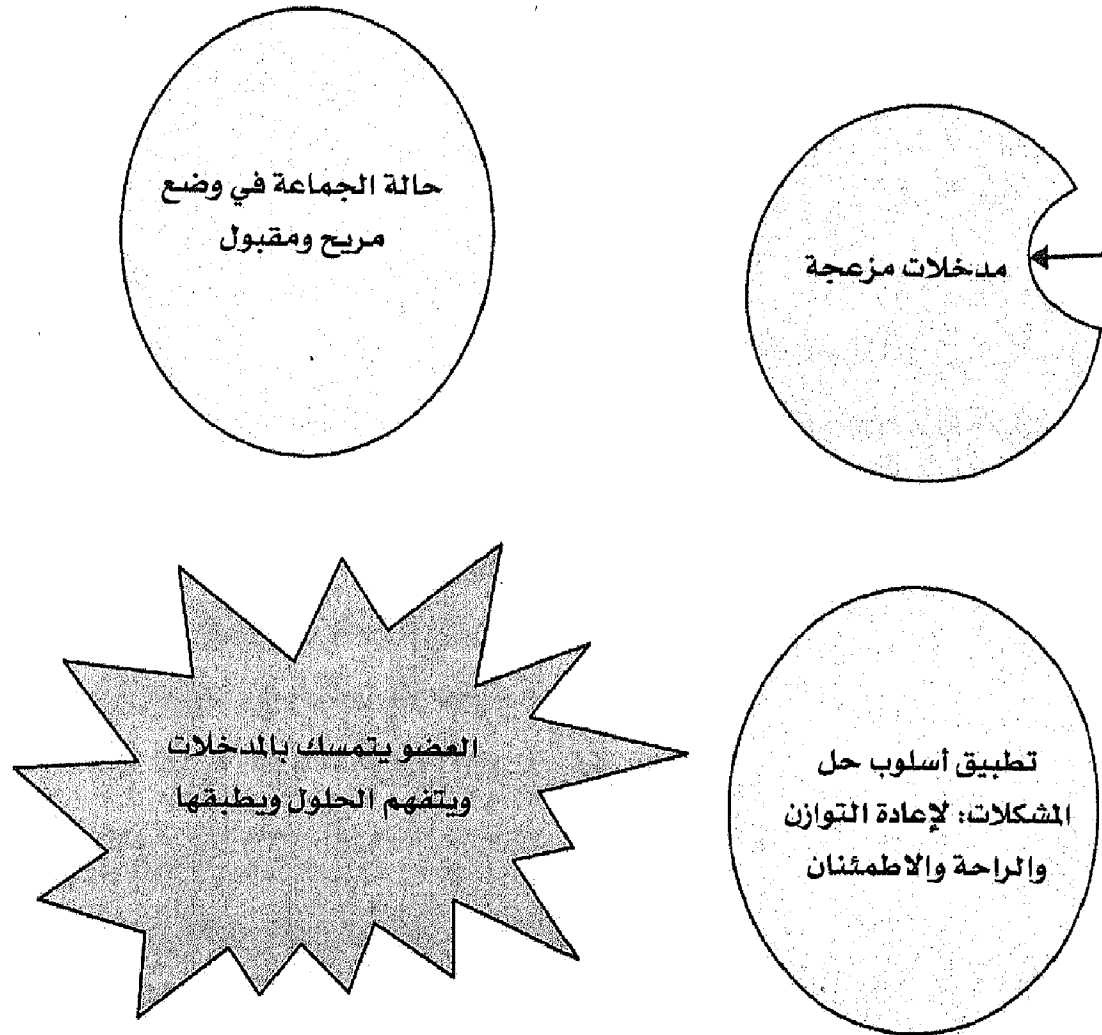 حالة الجماعة في وضع
مريح ومقبول
مدخلات مزعجة
العضو يتمسك بالمدخلات
ويتفهم الحلول ويطبقها
تطبيق أسلوب حل
المشكلات: لإعادة التوازن
والراحة والاطمئنان